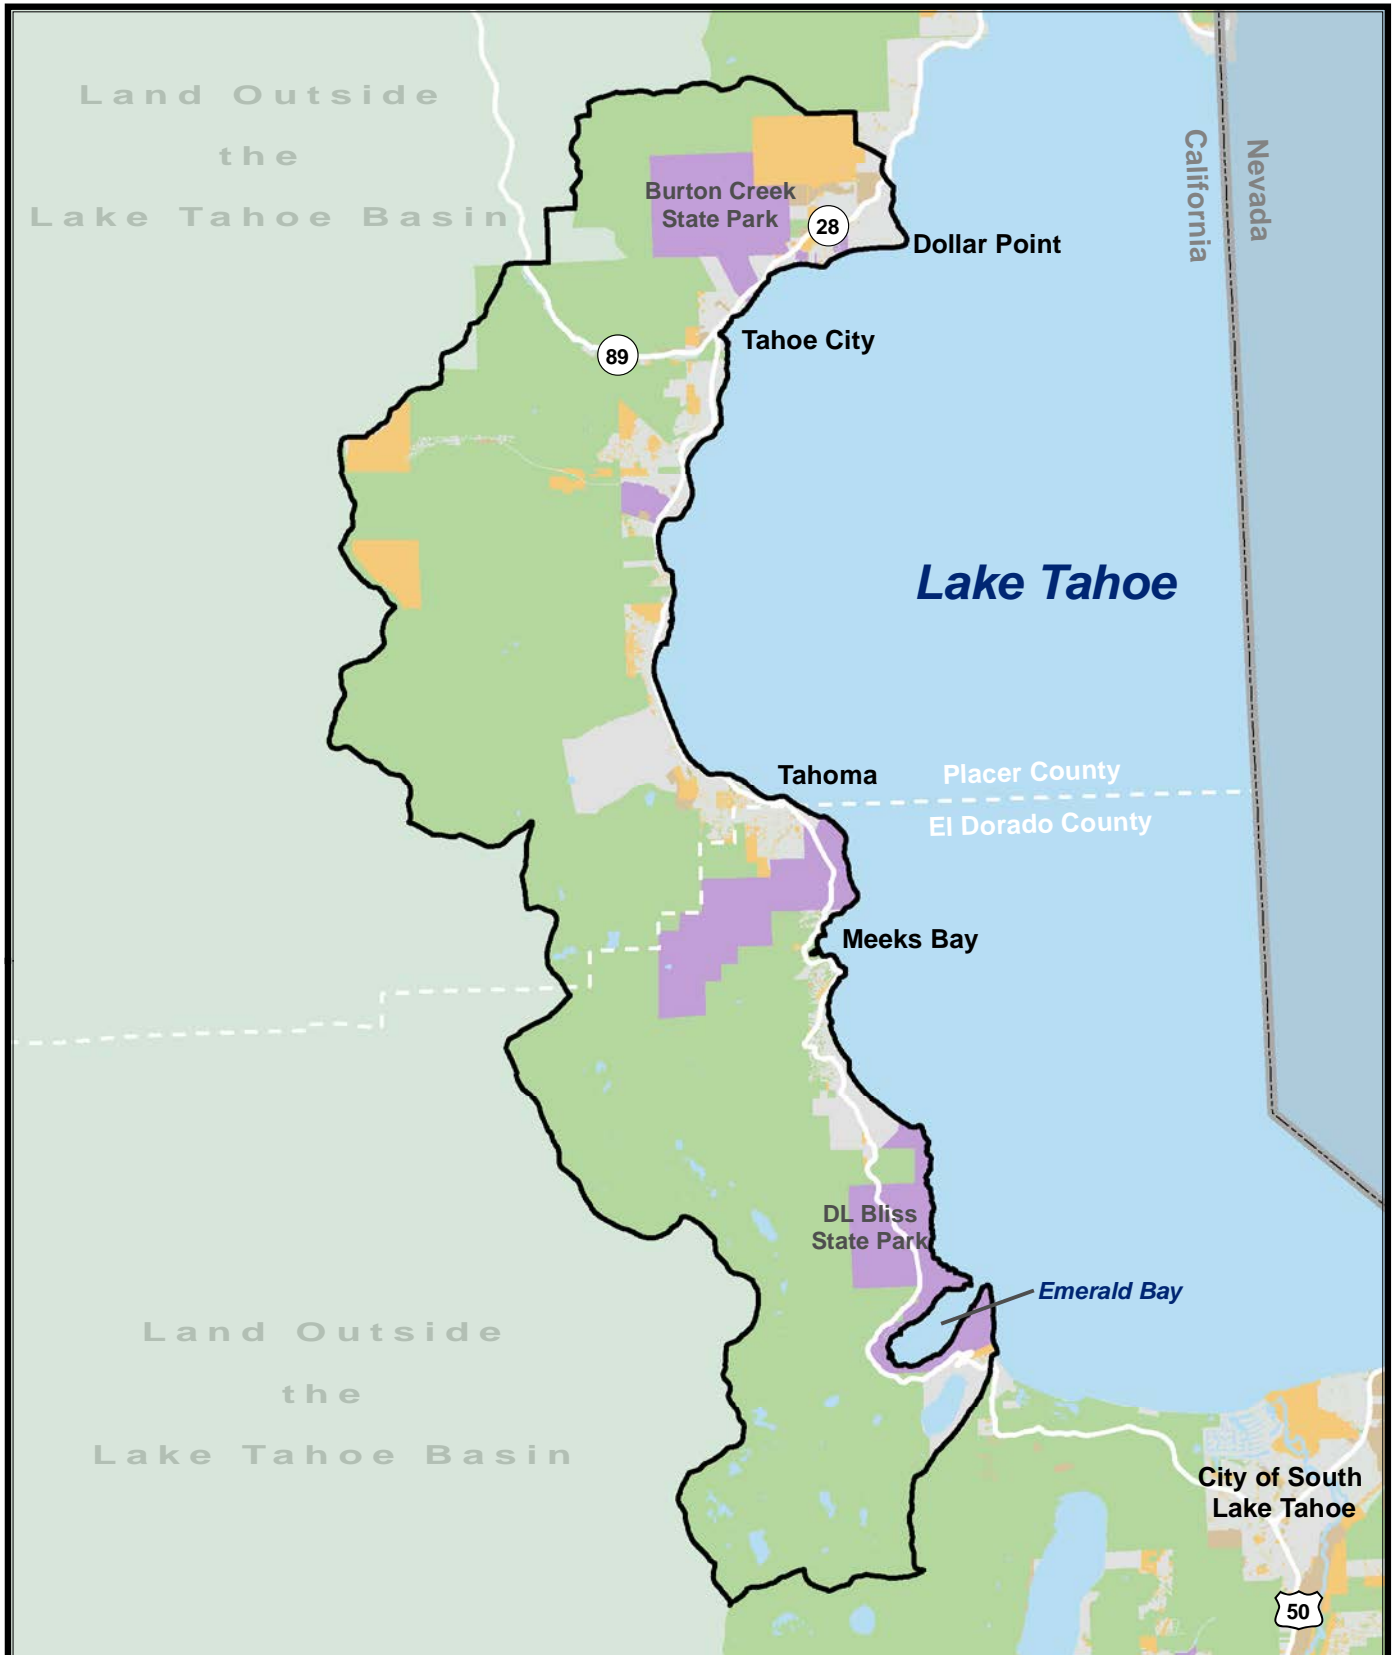 Land Outside
the
Lake Tahoe Basin
California
Nevada
Burton Creek
State Park
28
Dollar Point
Tahoe City
89
Lake Tahoe
Tahoma
Placer County
El Dorado County
Meeks Bay
DL Bliss
State Park
Emerald Bay
Land Outside
the
Lake Tahoe Basin
City of South
Lake Tahoe
50